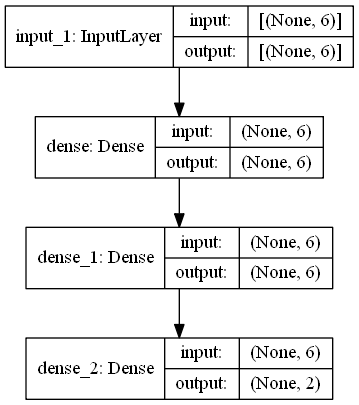 input_1: InputLayer
input: [(None, 6)]
output: [(None, 6)]
dense: Dense
input: (None, 6)
output: (None, 6)
dense_1: Dense
input: (None, 6)
output: (None, 6)
dense_2: Dense
input: (None, 6)
output: (None, 2)